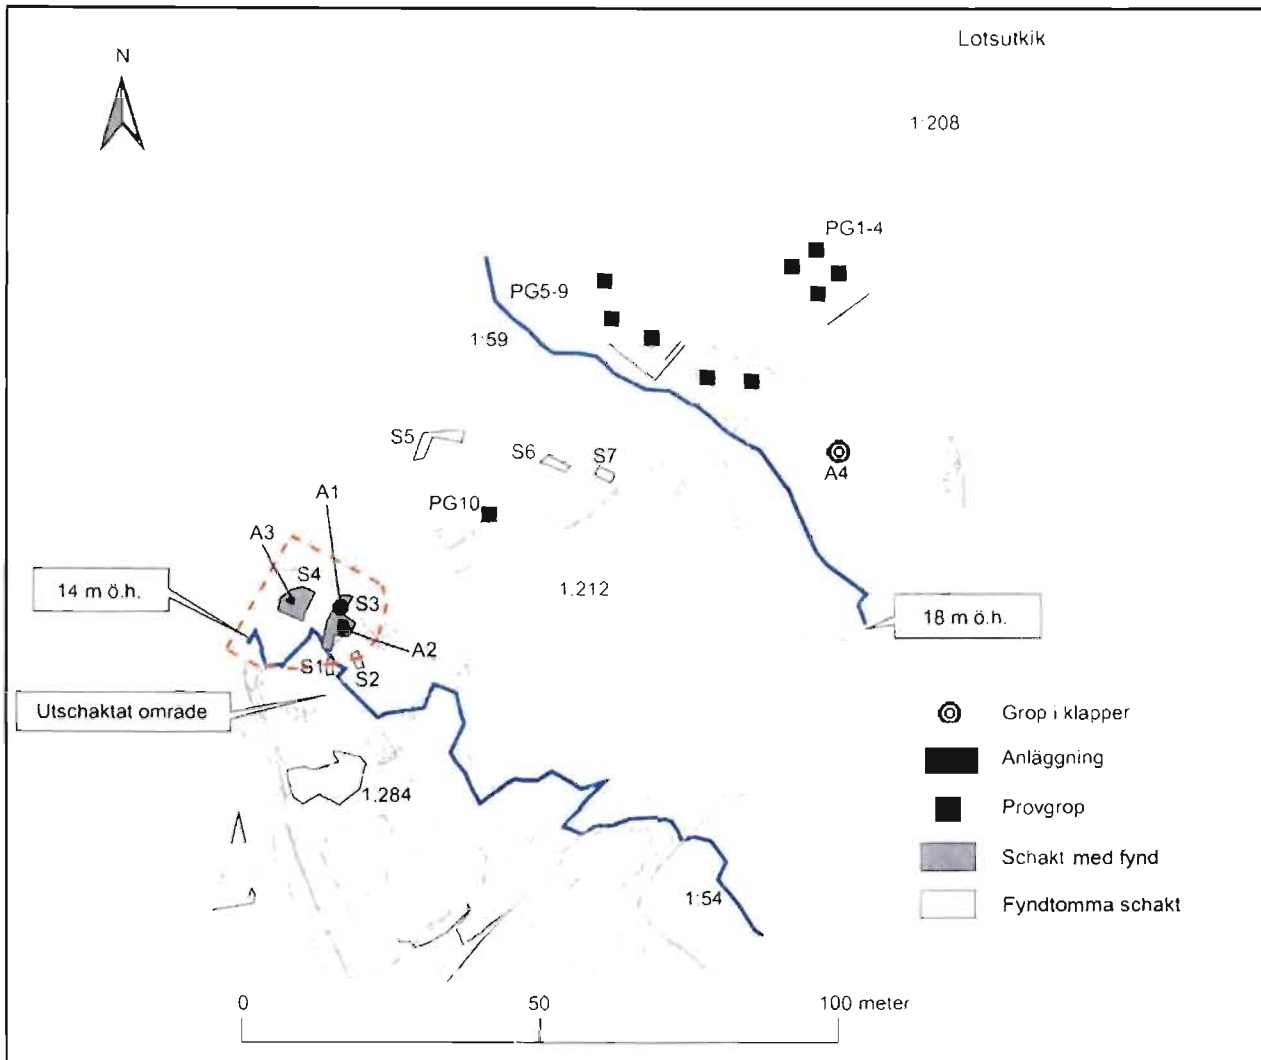 Lotsutkik
N
1:208
PG1-4
PG5-9
1:59
S5
S6
S7
A4
A1
PG10
A3
S4
14 m ö.h.
S3
1.212
18 m ö.h.
A2
S1
S2
Utschaktat område
Grop i klapper
Anläggning
1.284
Provgrop
Schakt med fynd
1:54
Fyndtomma schakt
0
50
100 meter